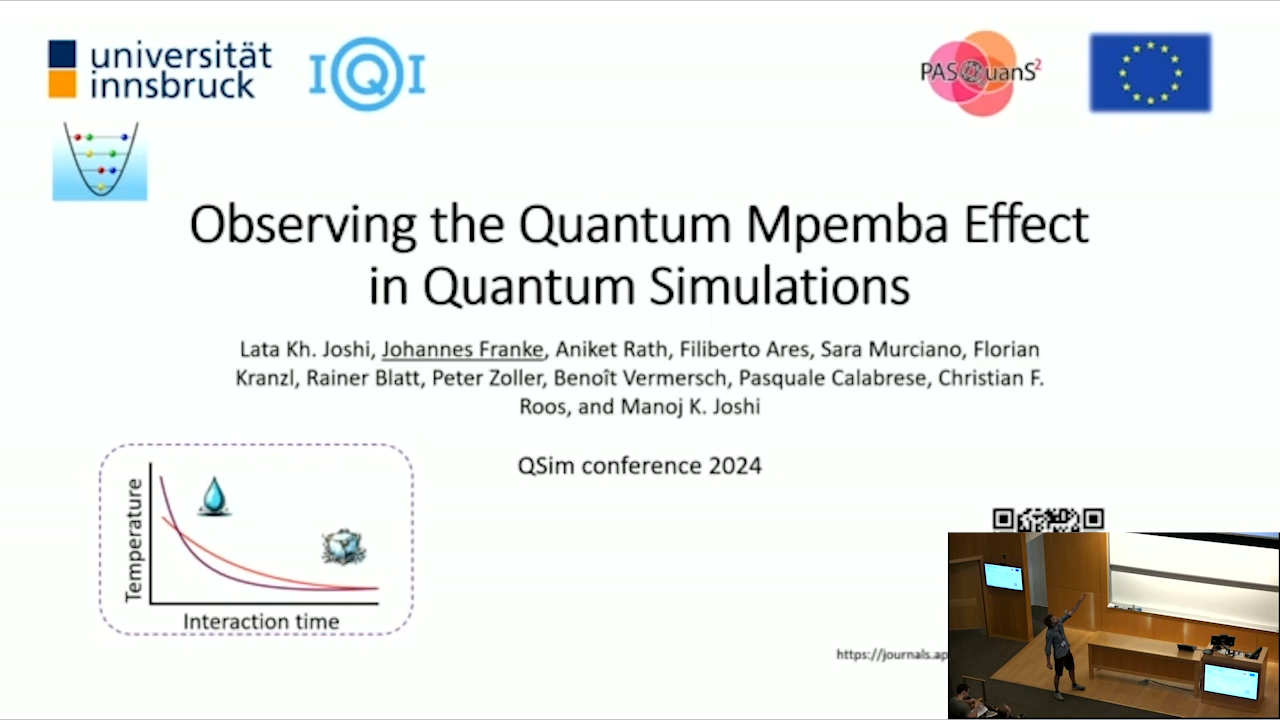 universität
innsbruck
IQI
PASQuanS²
Observing the Quantum Mpemba Effect
in Quantum Simulations
Lata Kh. Joshi, Johannes Franke, Aniket Rath, Filiberto Ares, Sara Murciano, Florian
Kranzl, Rainer Blatt, Peter Zoller, Benoît Vermersch, Pasquale Calabrese, Christian F.
Roos, and Manoj K. Joshi
QSim conference 2024
Temperature
Interaction time
https://journals.ap